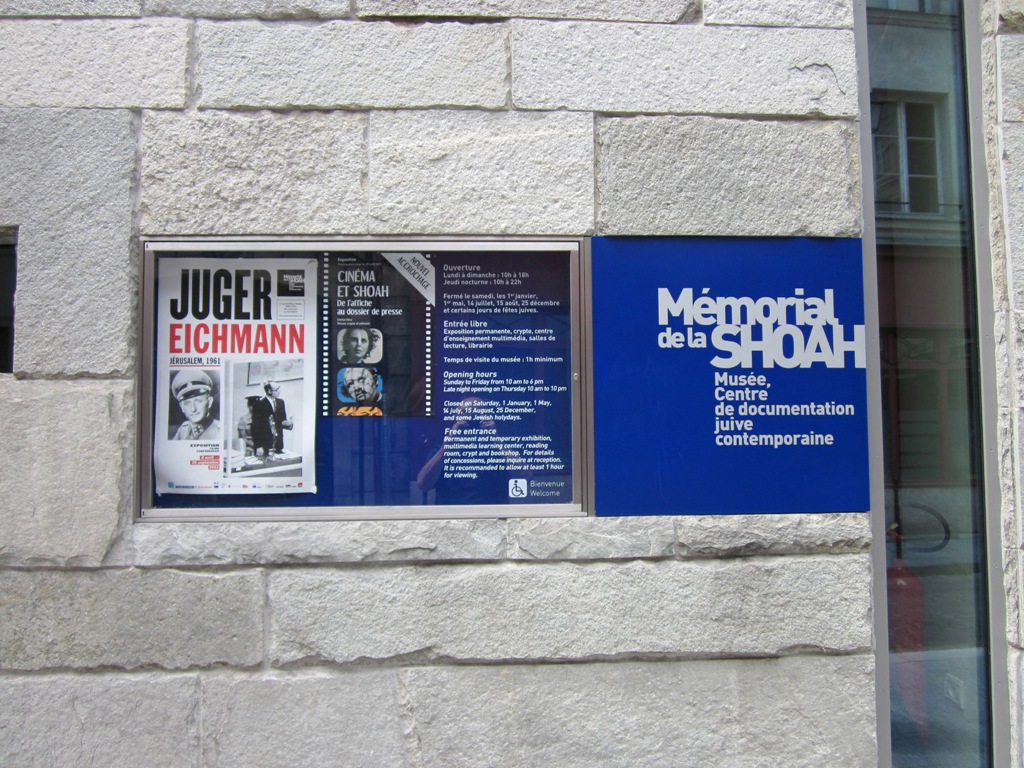 JUGER
EICHMANN
JÉRUSALEM, 1961
EXPOSITION
Mémorial
de la
SHOAH
Exposition
CINÉMA
ET SHOAH
De l'affiche
au dossier de presse
NOUVEL
ACCROCHAGE
Ouverture
Lundi à dimanche : 10h à 18h
Jeudi nocturne : 10h à 22h
Fermé le samedi, les 1er janvier,
1er mai, 14 juillet, 15 août, 25 décembre
et certains jours de fêtes juives.
Entrée libre
Exposition permanente, crypte, centre
d'enseignement multimédia, salles de
lecture, librairie
Temps de visite du musée : 1h minimum
Opening hours
Sunday to Friday from 10 am to 6 pm
Late night opening on Thursday 10 am to 10 pm
Closed on Saturday, 1 January, 1 May,
14 July, 15 August, 25 December,
and some Jewish holydays.
Free entrance
Permanent and temporary exhibition,
multimedia learning center, reading
room, crypt and bookshop. For details
of concessions, please inquire at reception.
It is recommanded to allow at least 1 hour
for viewing.
Bienvenue
Welcome
Mémorial
de la SHOAH
Musée,
Centre
de documentation
juive
contemporaine